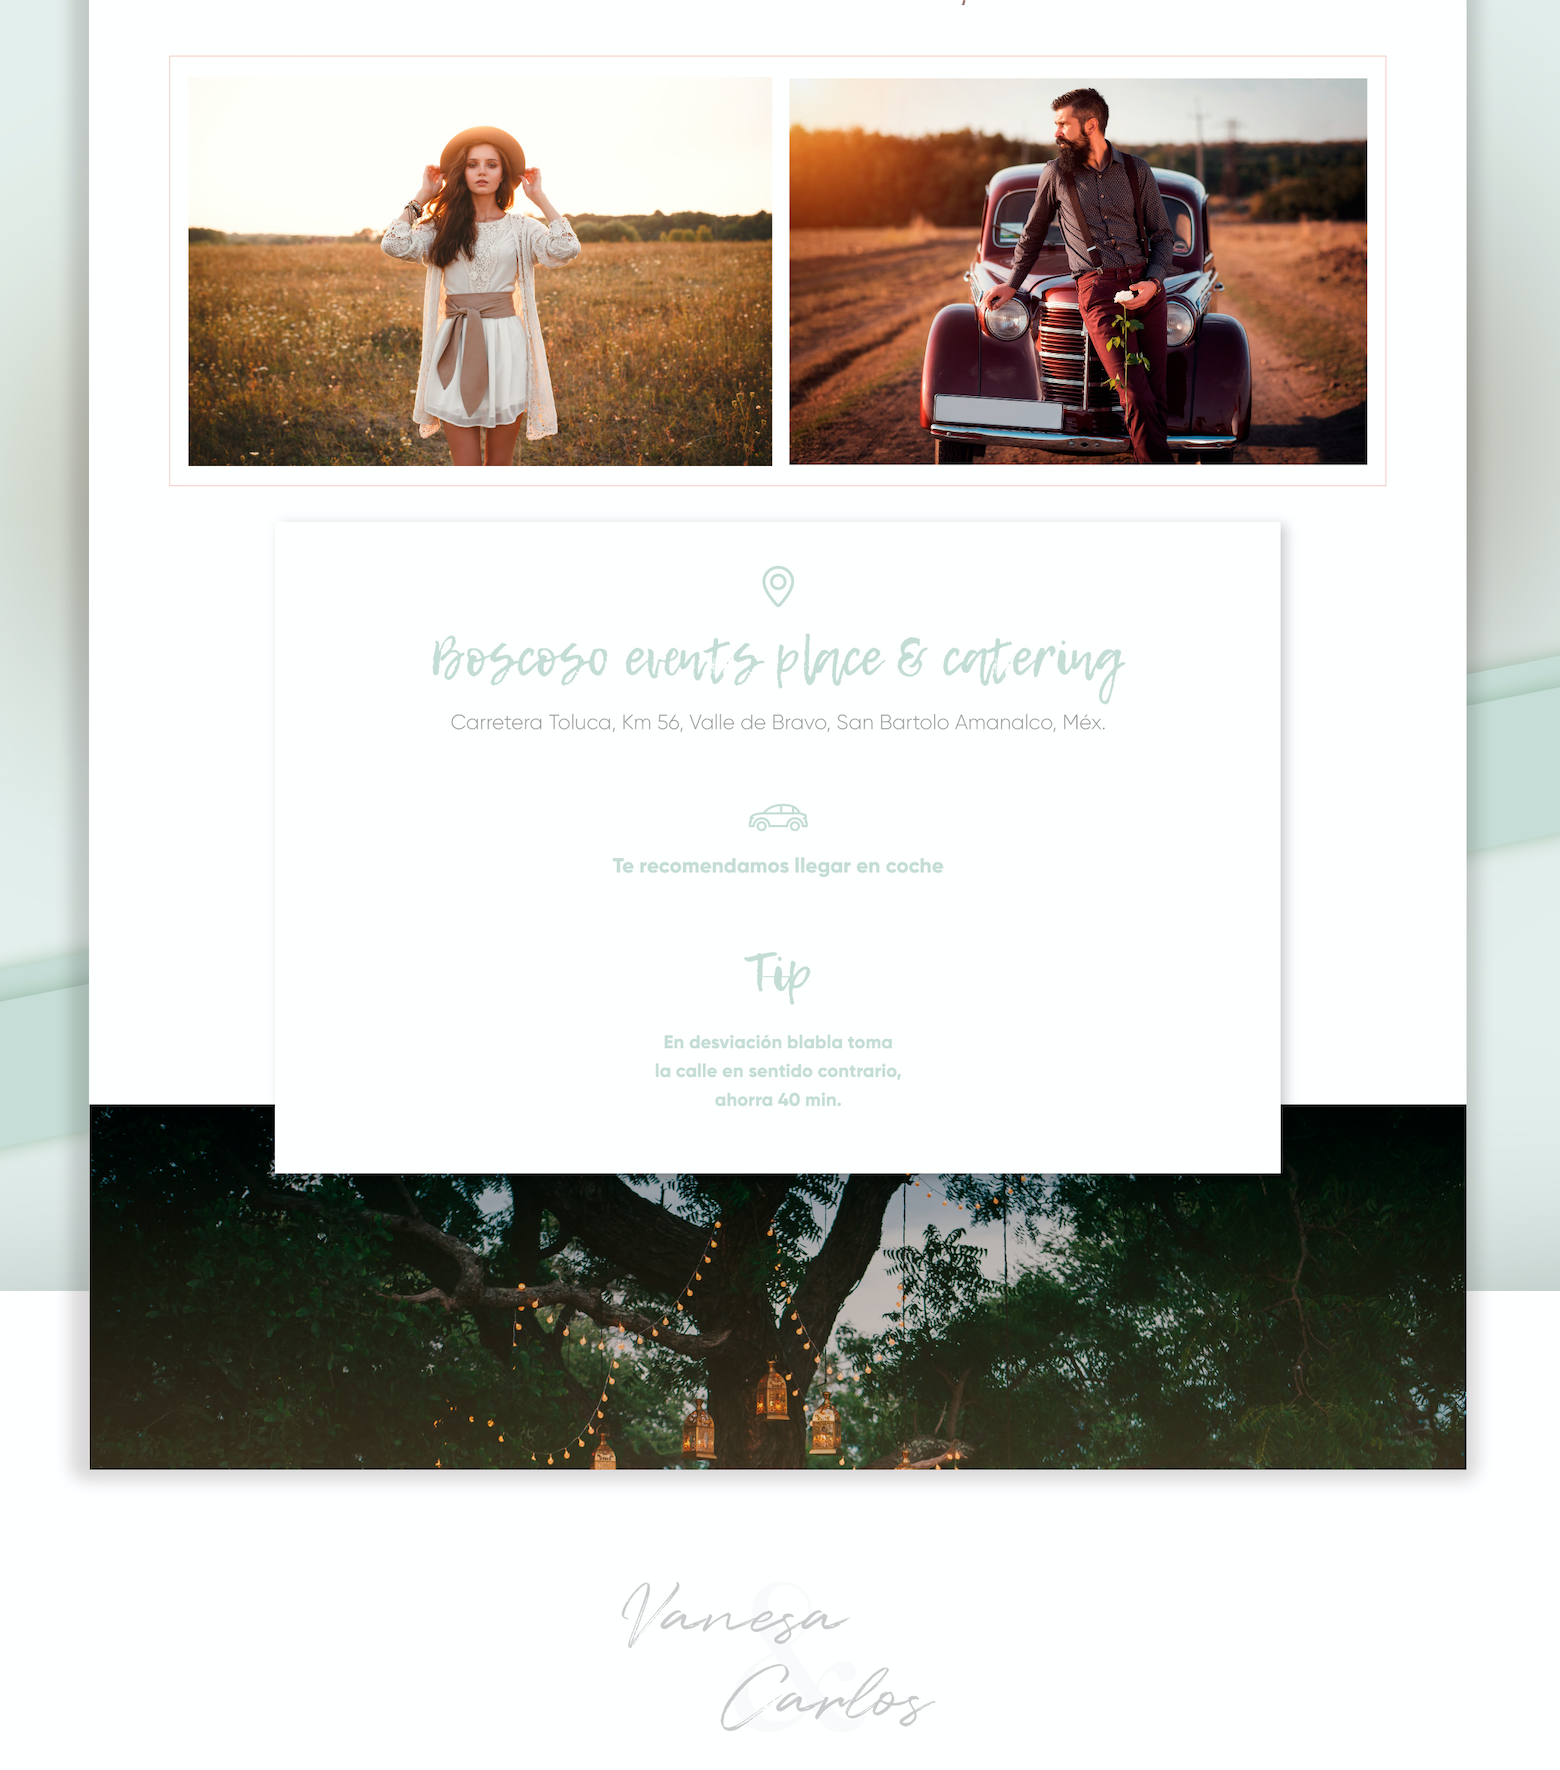 Boscoso events place & catering
Carretera Toluca, Km 56, Valle de Bravo, San Bartolo Amanalco, Méx.
Te recomendamos llegar en coche
Tip
En desviación blabla toma
la calle en sentido contrario,
ahorra 40 min.
Vanesa
&
Carlos